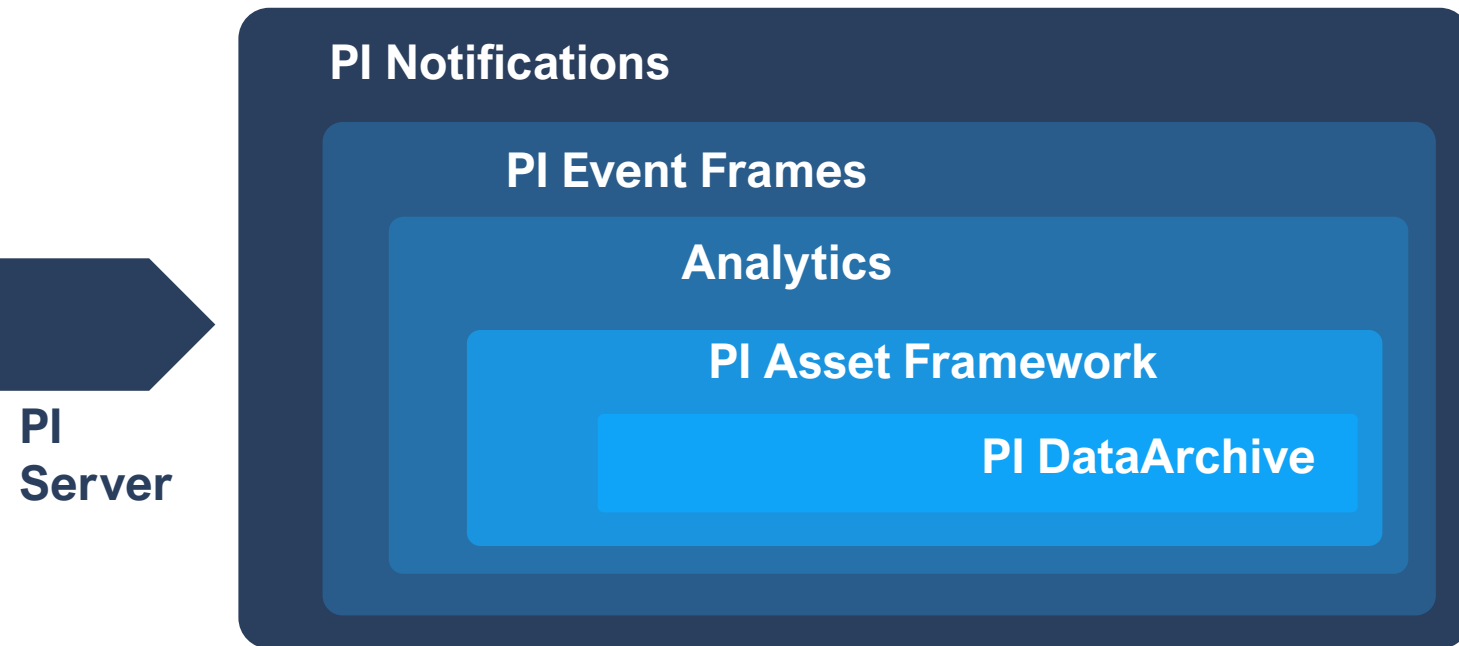 PI Notifications
PI Event Frames
Analytics
PI Asset Framework
PI DataArchive
PI
Server